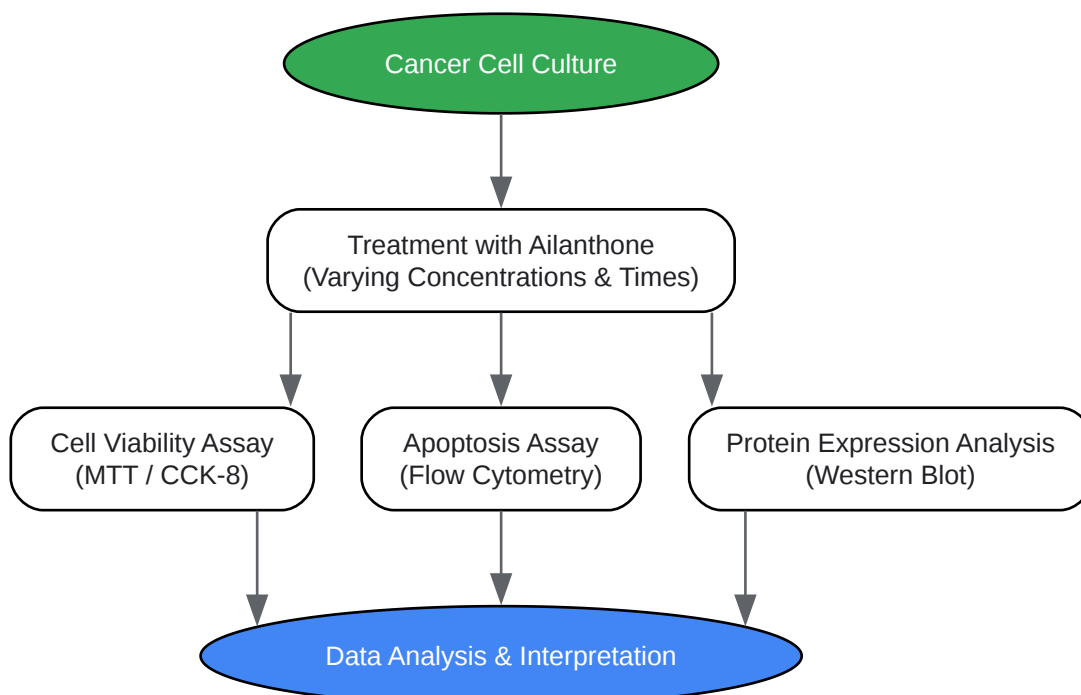 Cancer Cell Culture
Treatment with Ailanthone
(Varying Concentrations & Times)
Cell Viability Assay
(MTT / CCK-8)
Apoptosis Assay
(Flow Cytometry)
Protein Expression Analysis
(Western Blot)
Data Analysis & Interpretation